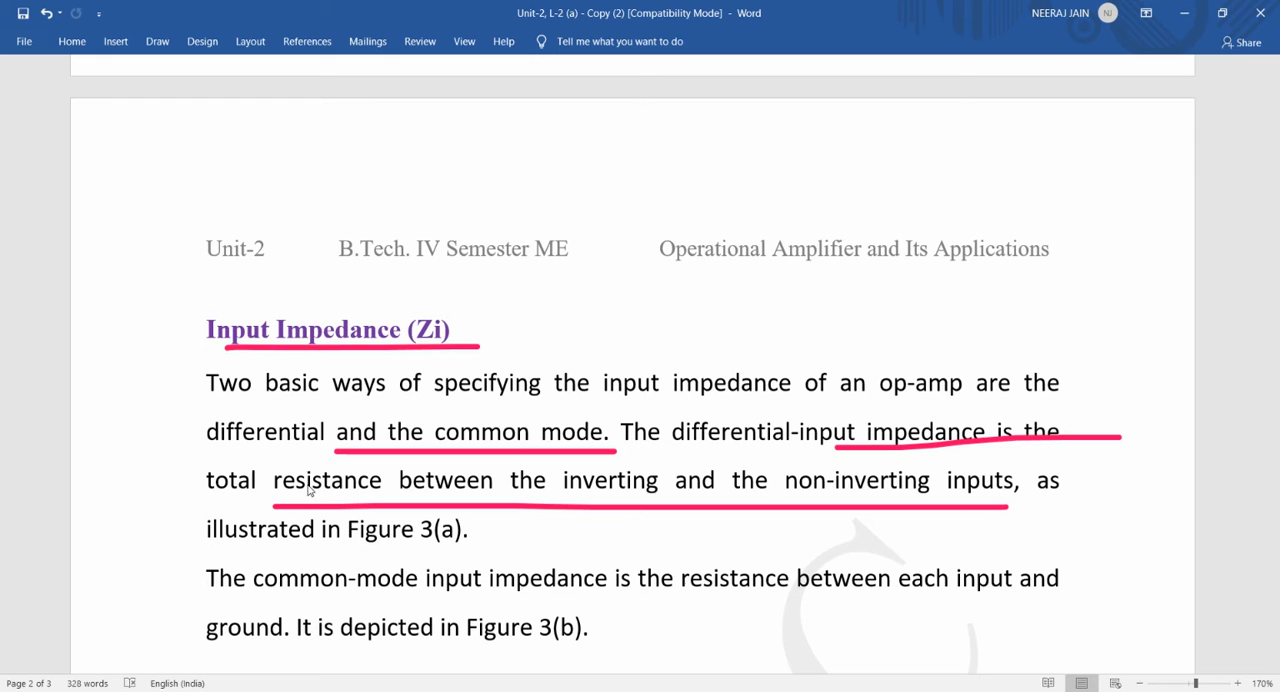 Unit-2, L-2 (a) - Copy (2) [Compatibility Mode] - Word
NEERAJ JAIN NJ
File Home Insert Draw Design Layout References Mailings Review View Help Tell me what you want to do Share
Unit-2 B.Tech. IV Semester ME Operational Amplifier and Its Applications
Input Impedance (Zi)
Two basic ways of specifying the input impedance of an op-amp are the
differential and the common mode. The differential-input impedance is the
total resistance between the inverting and the non-inverting inputs, as
illustrated in Figure 3(a).
The common-mode input impedance is the resistance between each input and
ground. It is depicted in Figure 3(b).
Page 2 of 3 328 words English (India) 170%